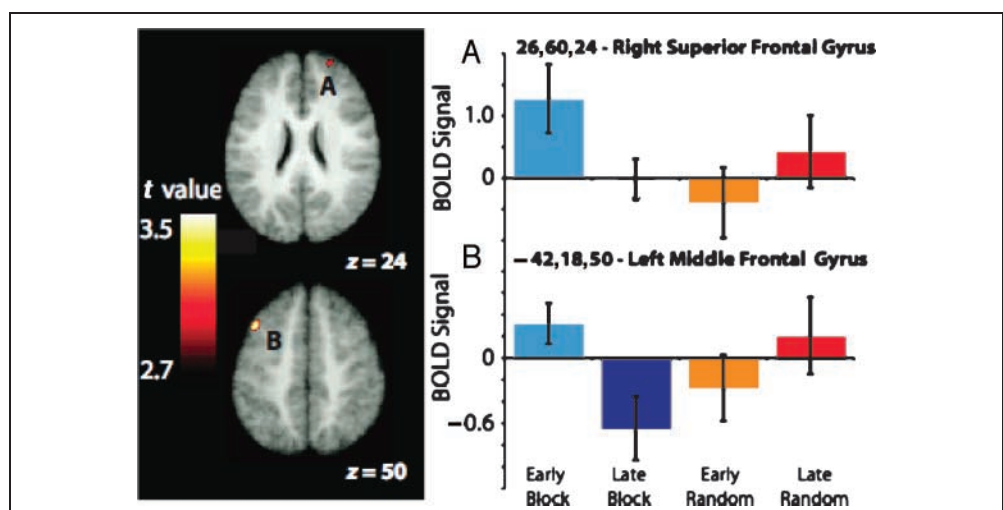 A
t value
3.5
2.7
z = 24
B
z = 50
A 26,60,24 - Right Superior Frontal Gyrus
BOLD Signal
1.0
0
B −42,18,50 - Left Middle Frontal Gyrus
BOLD Signal
0
−0.6
Early Late Early Late
Block Block Random Random